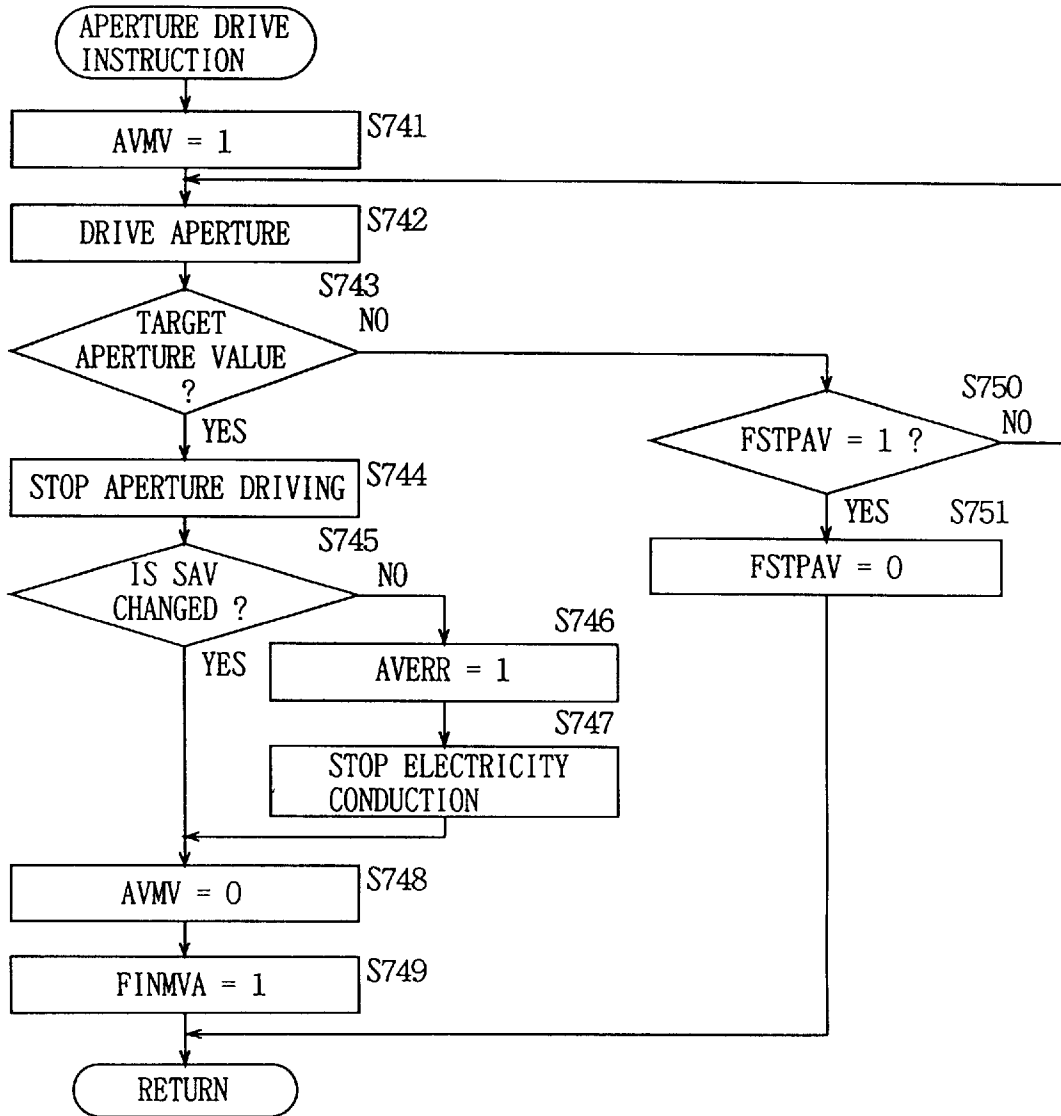 APERTURE DRIVE
INSTRUCTION
S741
AVMV = 1
S742
DRIVE APERTURE
S743
TARGET
APERTURE VALUE
?
NO
YES
S750
FSTPAV = 1 ?
NO
YES
S751
FSTPAV = 0
S744
STOP APERTURE DRIVING
S745
IS SAV
CHANGED ?
NO
YES
S746
AVERR = 1
S747
STOP ELECTRICITY
CONDUCTION
S748
AVMV = 0
S749
FINMVA = 1
RETURN